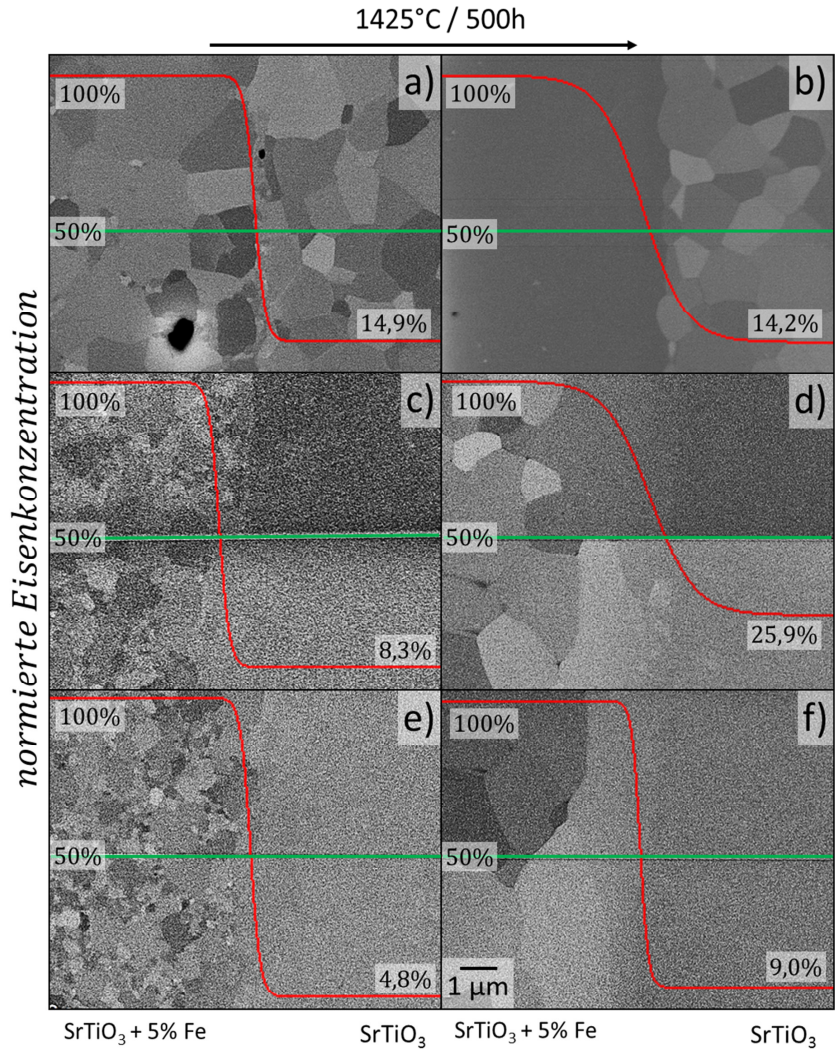 1425°C / 500h
normierte Eisenkonzentration
100%
a)
50%
14,9%
100%
b)
50%
14,2%
100%
c)
50%
8,3%
100%
d)
50%
25,9%
100%
e)
50%
4,8%
100%
f)
50%
9,0%
1 µm
SrTiO₃ + 5% Fe
SrTiO₃
SrTiO₃ + 5% Fe
SrTiO₃